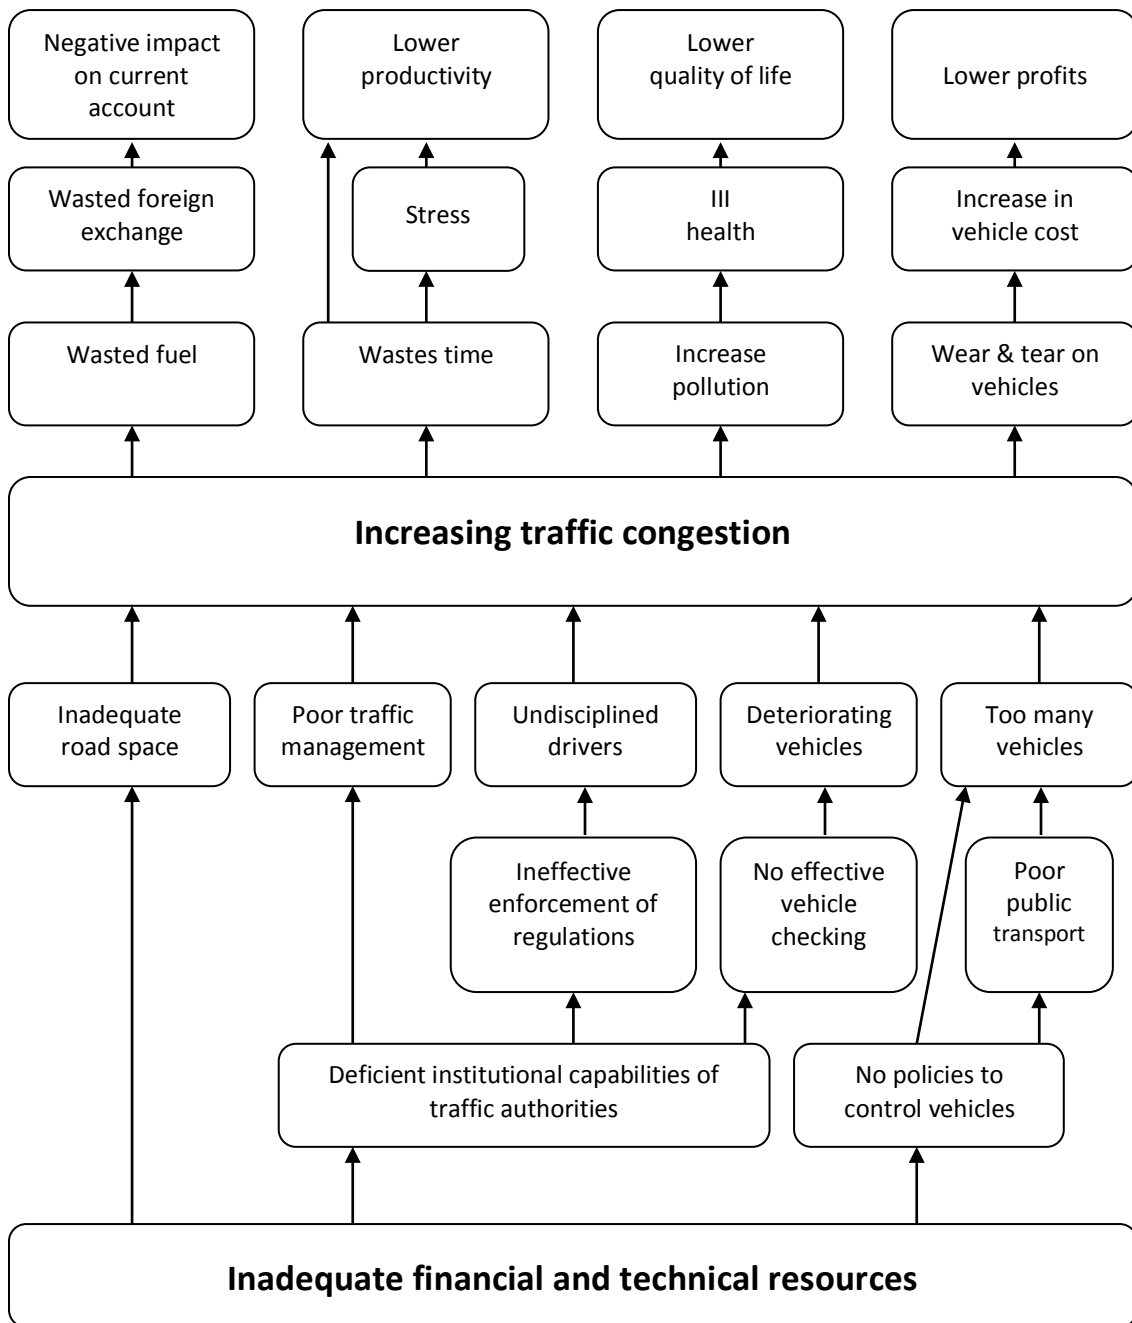 Negative impact
on current
account
Lower
productivity
Lower
quality of life
Lower profits
Wasted foreign
exchange
Stress
III
health
Increase in
vehicle cost
Wasted fuel
Wastes time
Increase
pollution
Wear & tear on
vehicles
Increasing traffic congestion
Inadequate
road space
Poor traffic
management
Undisciplined
drivers
Deteriorating
vehicles
Too many
vehicles
Ineffective
enforcement of
regulations
No effective
vehicle
checking
Poor
public
transport
Deficient institutional capabilities of
traffic authorities
No policies to
control vehicles
Inadequate financial and technical resources